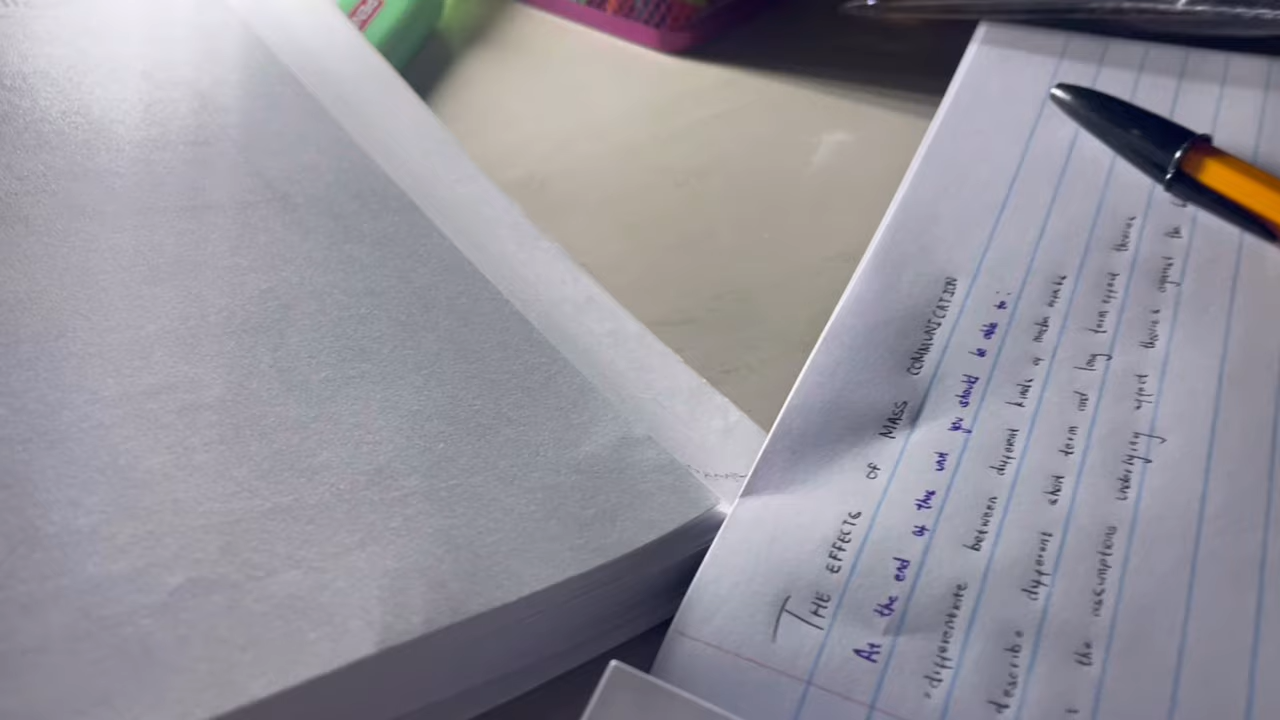 THE EFFECTS OF MASS COMMUNICATION
At the end of this unit you should be able to:
differentiate between different kinds of media
describe different short term and long term effect theories
the assumptions underlying effect theories against the